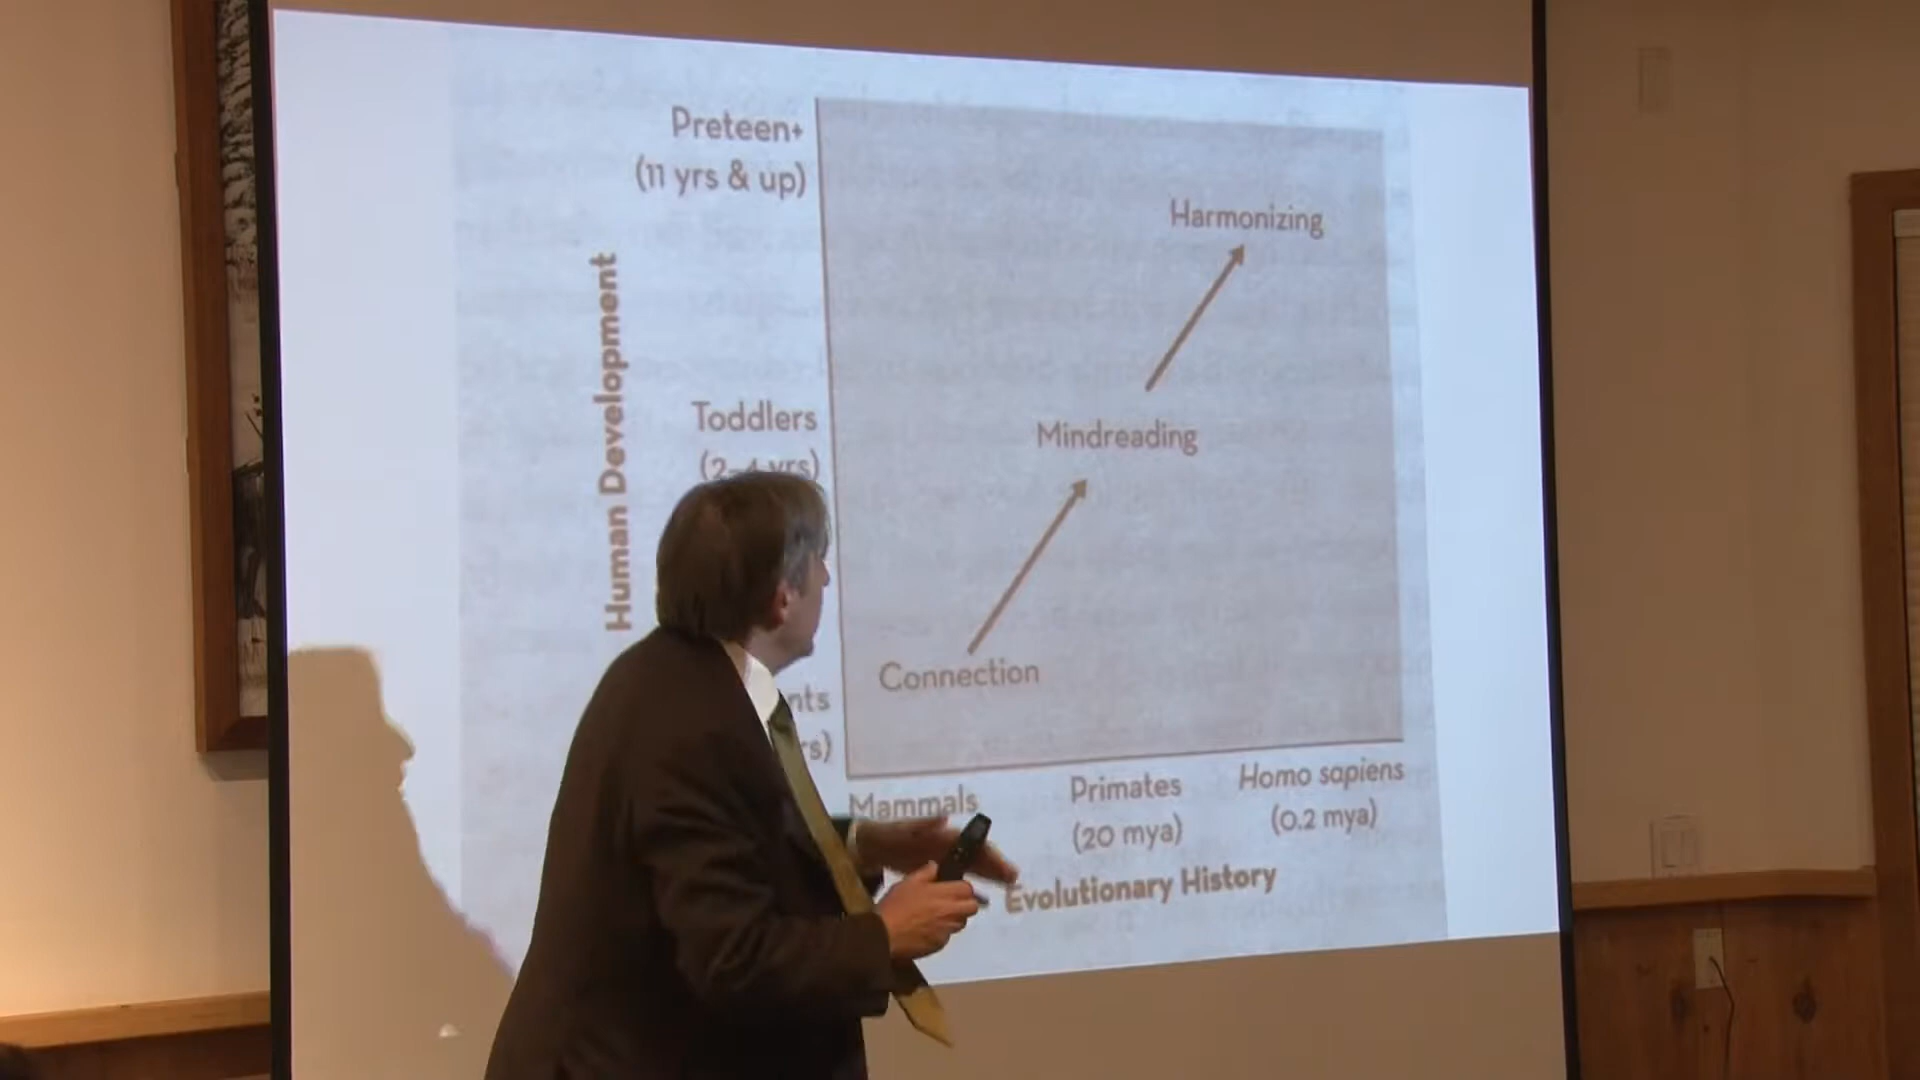 Preteen+
(11 yrs & up)
Harmonizing
Human Development
Toddlers
Mindreading
Connection
Mammals
Primates
Homo sapiens
(20 mya)
(0.2 mya)
Evolutionary History